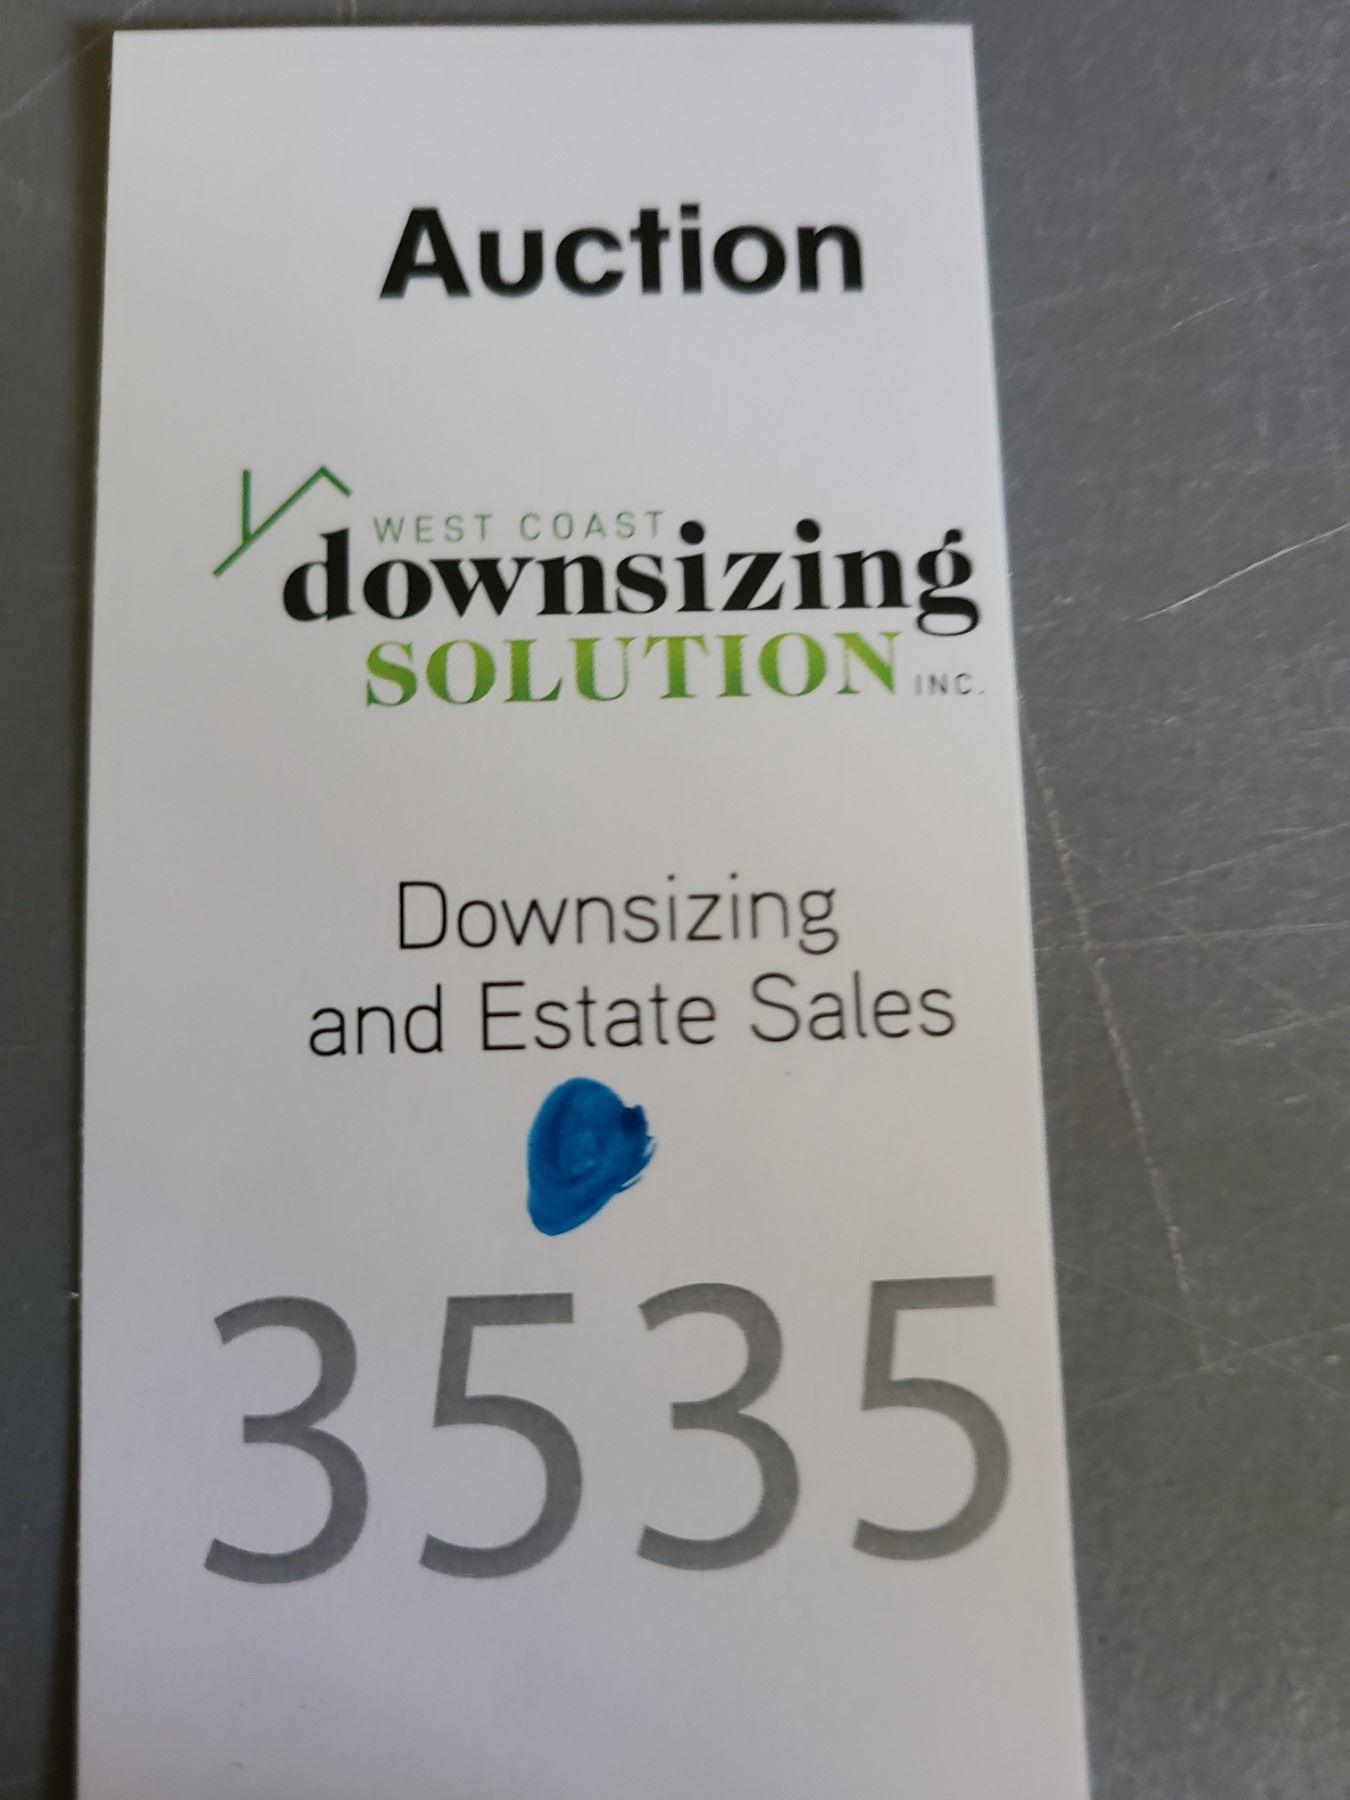 Auction
WEST COAST
downsizing
SOLUTION INC.
Downsizing
and Estate Sales
3535